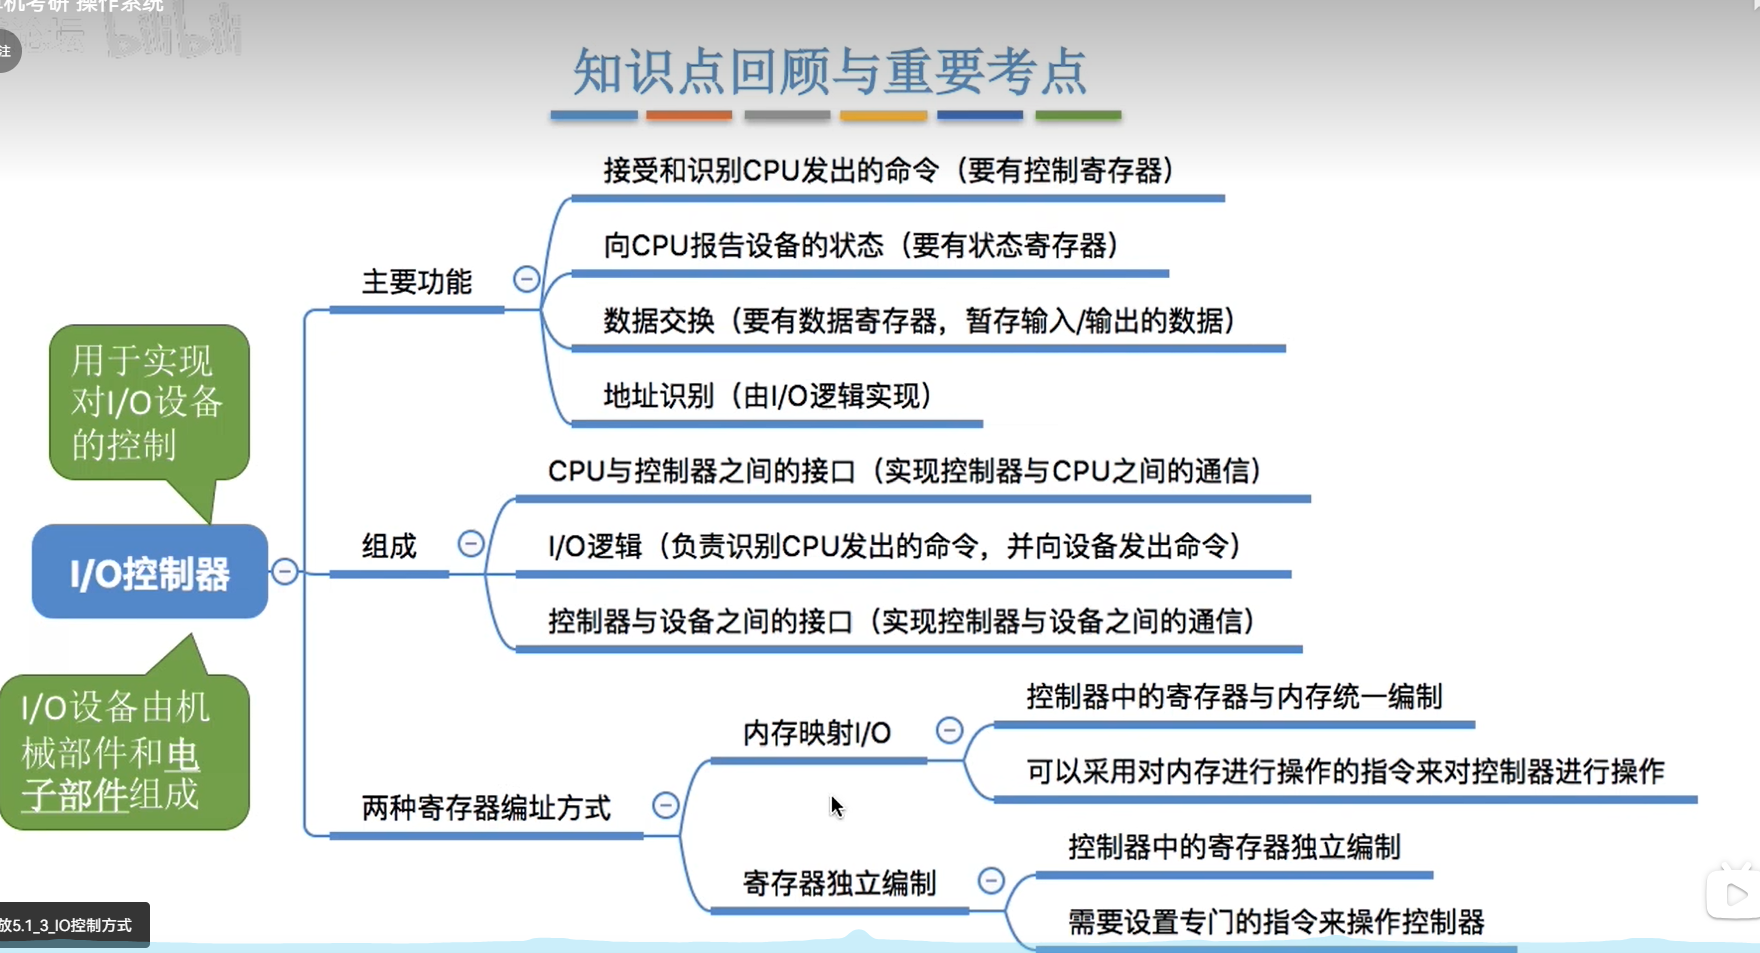 机考研 操作系统
bilibili
注
知识点回顾与重要考点
接受和识别CPU发出的命令（要有控制寄存器）
向CPU报告设备的状态（要有状态寄存器）
主要功能
数据交换（要有数据寄存器，暂存输入/输出的数据）
用于实现
对I/O设备
的控制
地址识别（由I/O逻辑实现）
CPU与控制器之间的接口（实现控制器与CPU之间的通信）
组成
I/O逻辑（负责识别CPU发出的命令，并向设备发出命令）
I/O控制器
控制器与设备之间的接口（实现控制器与设备之间的通信）
I/O设备由机
械部件和电
子部件组成
控制器中的寄存器与内存统一编制
内存映射I/O
可以采用对内存进行操作的指令来对控制器进行操作
两种寄存器编址方式
控制器中的寄存器独立编制
寄存器独立编制
需要设置专门的指令来操作控制器
放5.1_3_IO控制方式